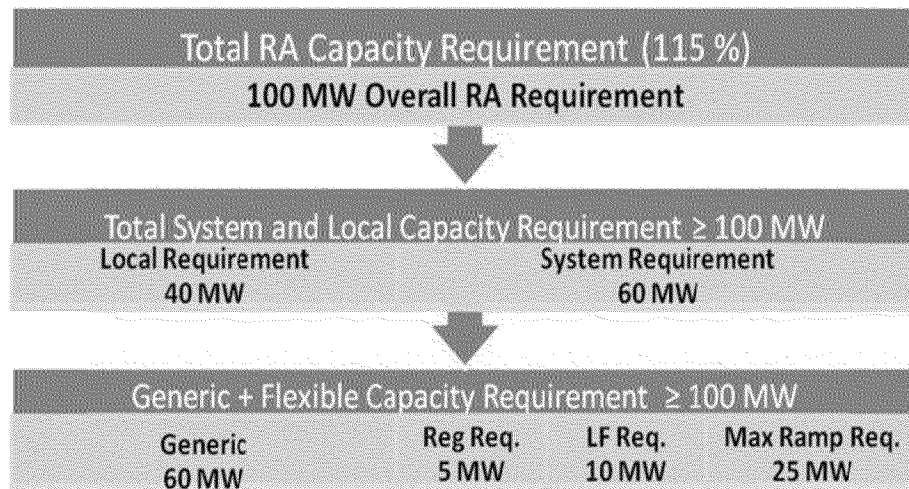 Total RA Capacity Requirement (115 %)
100 MW Overall RA Requirement
Total System and Local Capacity Requirement ≥ 100 MW
Local Requirement System Requirement
40 MW 60 MW
Generic + Flexible Capacity Requirement ≥ 100 MW
Generic Reg Req. LF Req. Max Ramp Req.
60 MW 5 MW 10 MW 25 MW